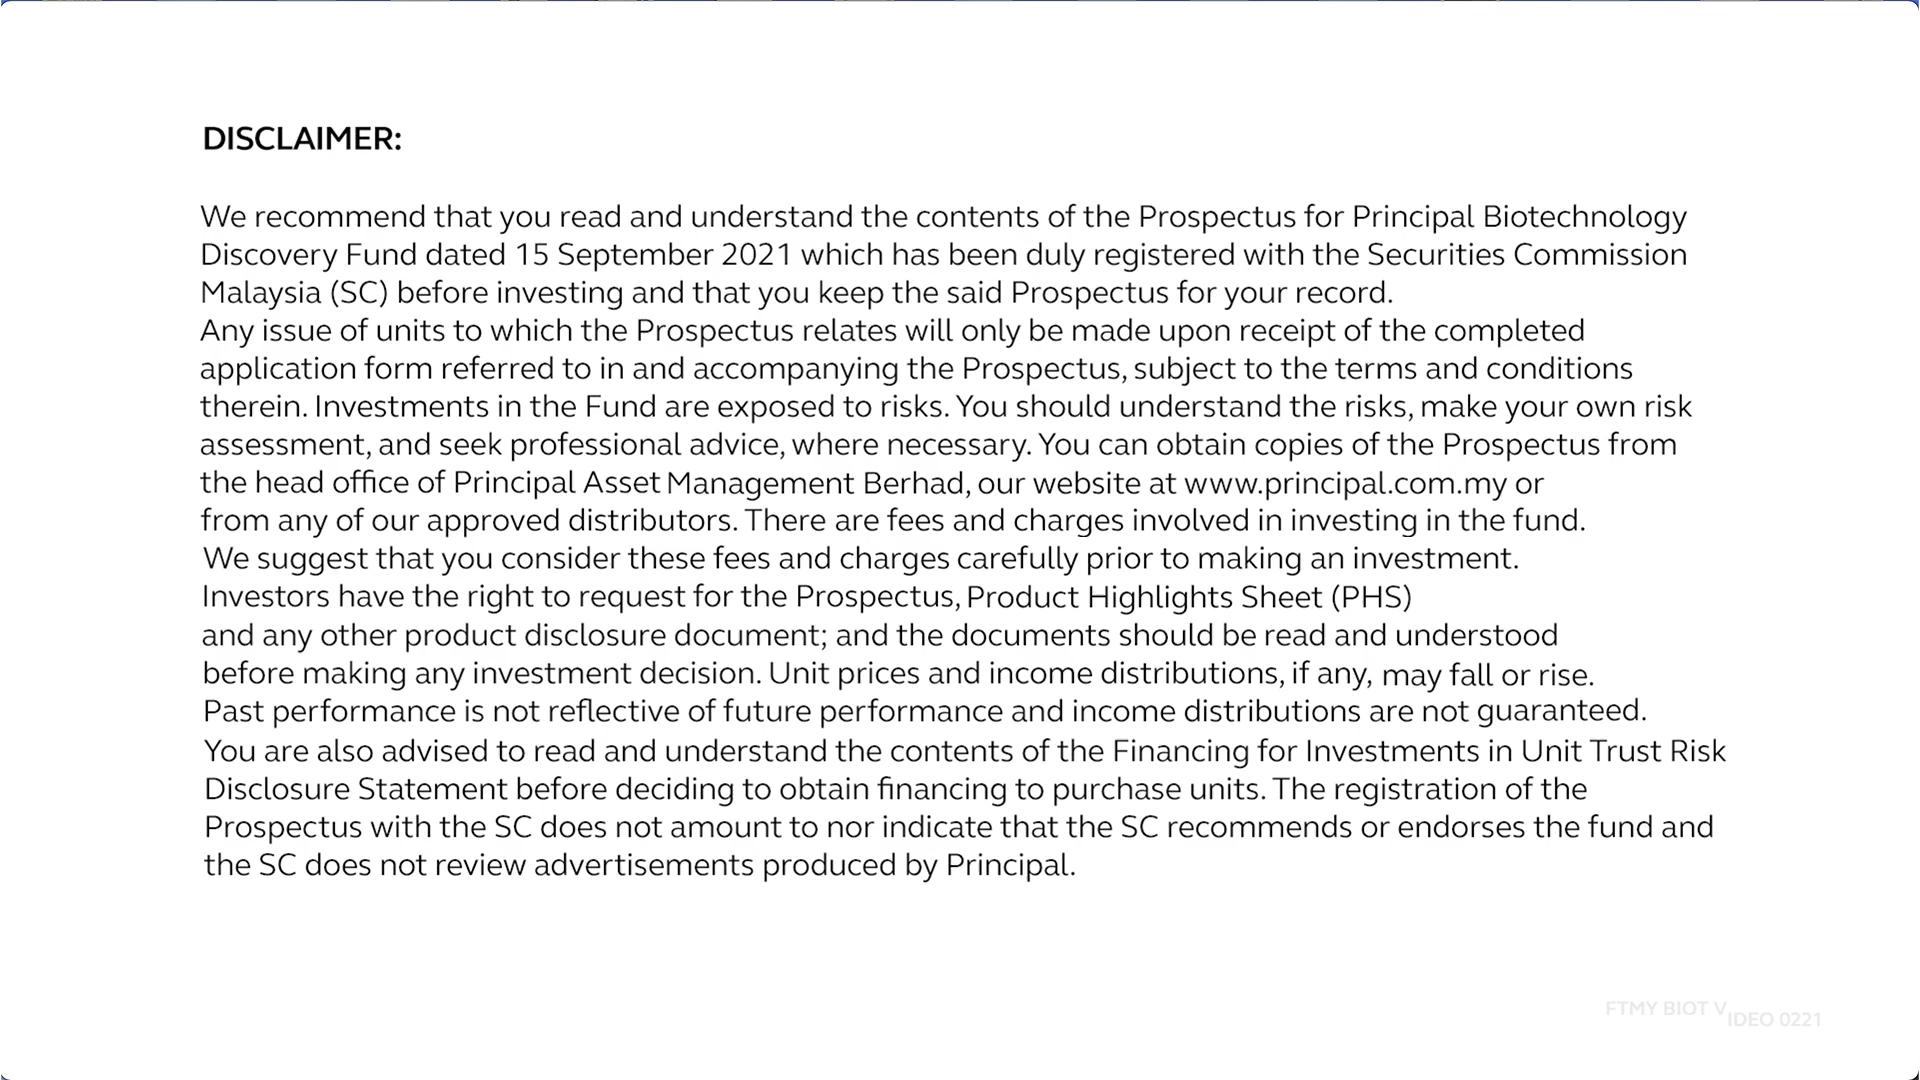 DISCLAIMER:
We recommend that you read and understand the contents of the Prospectus for Principal Biotechnology
Discovery Fund dated 15 September 2021 which has been duly registered with the Securities Commission
Malaysia (SC) before investing and that you keep the said Prospectus for your record.
Any issue of units to which the Prospectus relates will only be made upon receipt of the completed
application form referred to in and accompanying the Prospectus, subject to the terms and conditions
therein. Investments in the Fund are exposed to risks. You should understand the risks, make your own risk
assessment, and seek professional advice, where necessary. You can obtain copies of the Prospectus from
the head office of Principal Asset Management Berhad, our website at www.principal.com.my or
from any of our approved distributors. There are fees and charges involved in investing in the fund.
We suggest that you consider these fees and charges carefully prior to making an investment.
Investors have the right to request for the Prospectus, Product Highlights Sheet (PHS)
and any other product disclosure document; and the documents should be read and understood
before making any investment decision. Unit prices and income distributions, if any, may fall or rise.
Past performance is not reflective of future performance and income distributions are not guaranteed.
You are also advised to read and understand the contents of the Financing for Investments in Unit Trust Risk
Disclosure Statement before deciding to obtain financing to purchase units. The registration of the
Prospectus with the SC does not amount to nor indicate that the SC recommends or endorses the fund and
the SC does not review advertisements produced by Principal.
FTMY BIOT VIDEO 0221